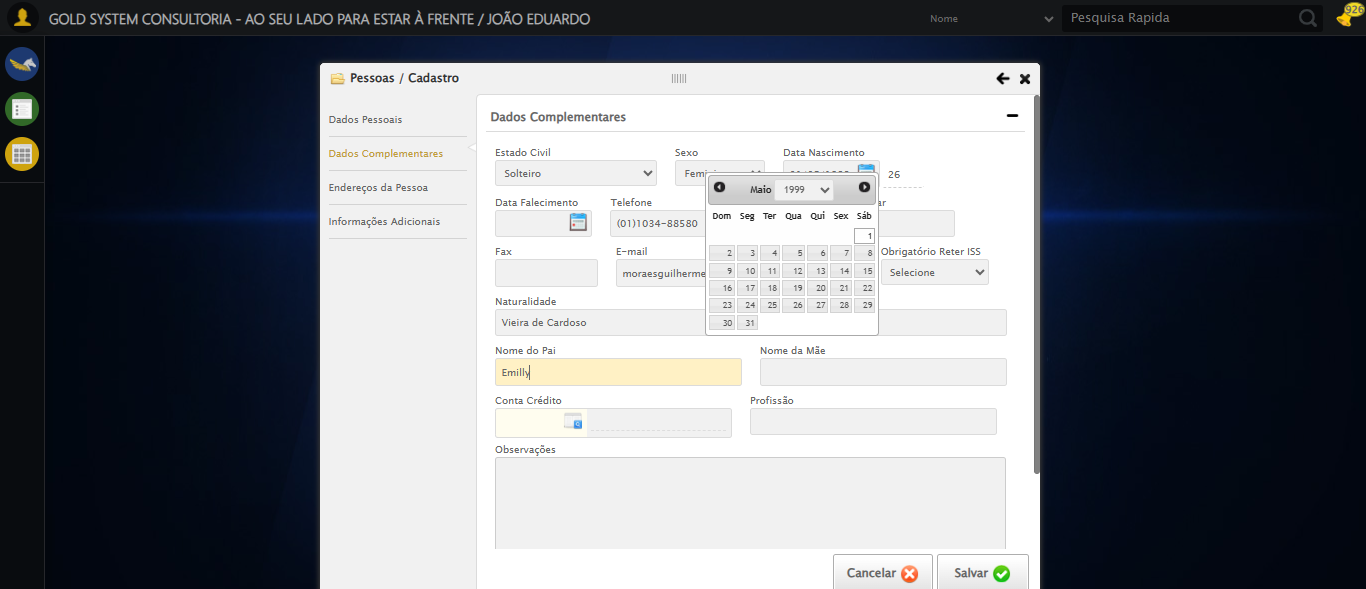 GOLD SYSTEM CONSULTORIA - AO SEU LADO PARA ESTAR À FRENTE / JOÃO EDUARDO
Nome
Pesquisa Rapida
926
Pessoas / Cadastro
Dados Pessoais
Dados Complementares
Endereços da Pessoa
Informações Adicionais
Dados Complementares
Estado Civil Sexo Data Nascimento
Solteiro 26
Data Falecimento Telefone
(01)1034-88580
Maio 1999
Dom Seg Ter Qua Qui Sex Sáb
1
2 3 4 5 6 7 8
9 10 11 12 13 14 15
16 17 18 19 20 21 22
23 24 25 26 27 28 29
30 31
Fax E-mail Obrigatório Reter ISS
moraesguilherme Selecione
Naturalidade
Vieira de Cardoso
Nome do Pai Nome da Mãe
Emilly
Conta Crédito Profissão
Observações
Cancelar Salvar